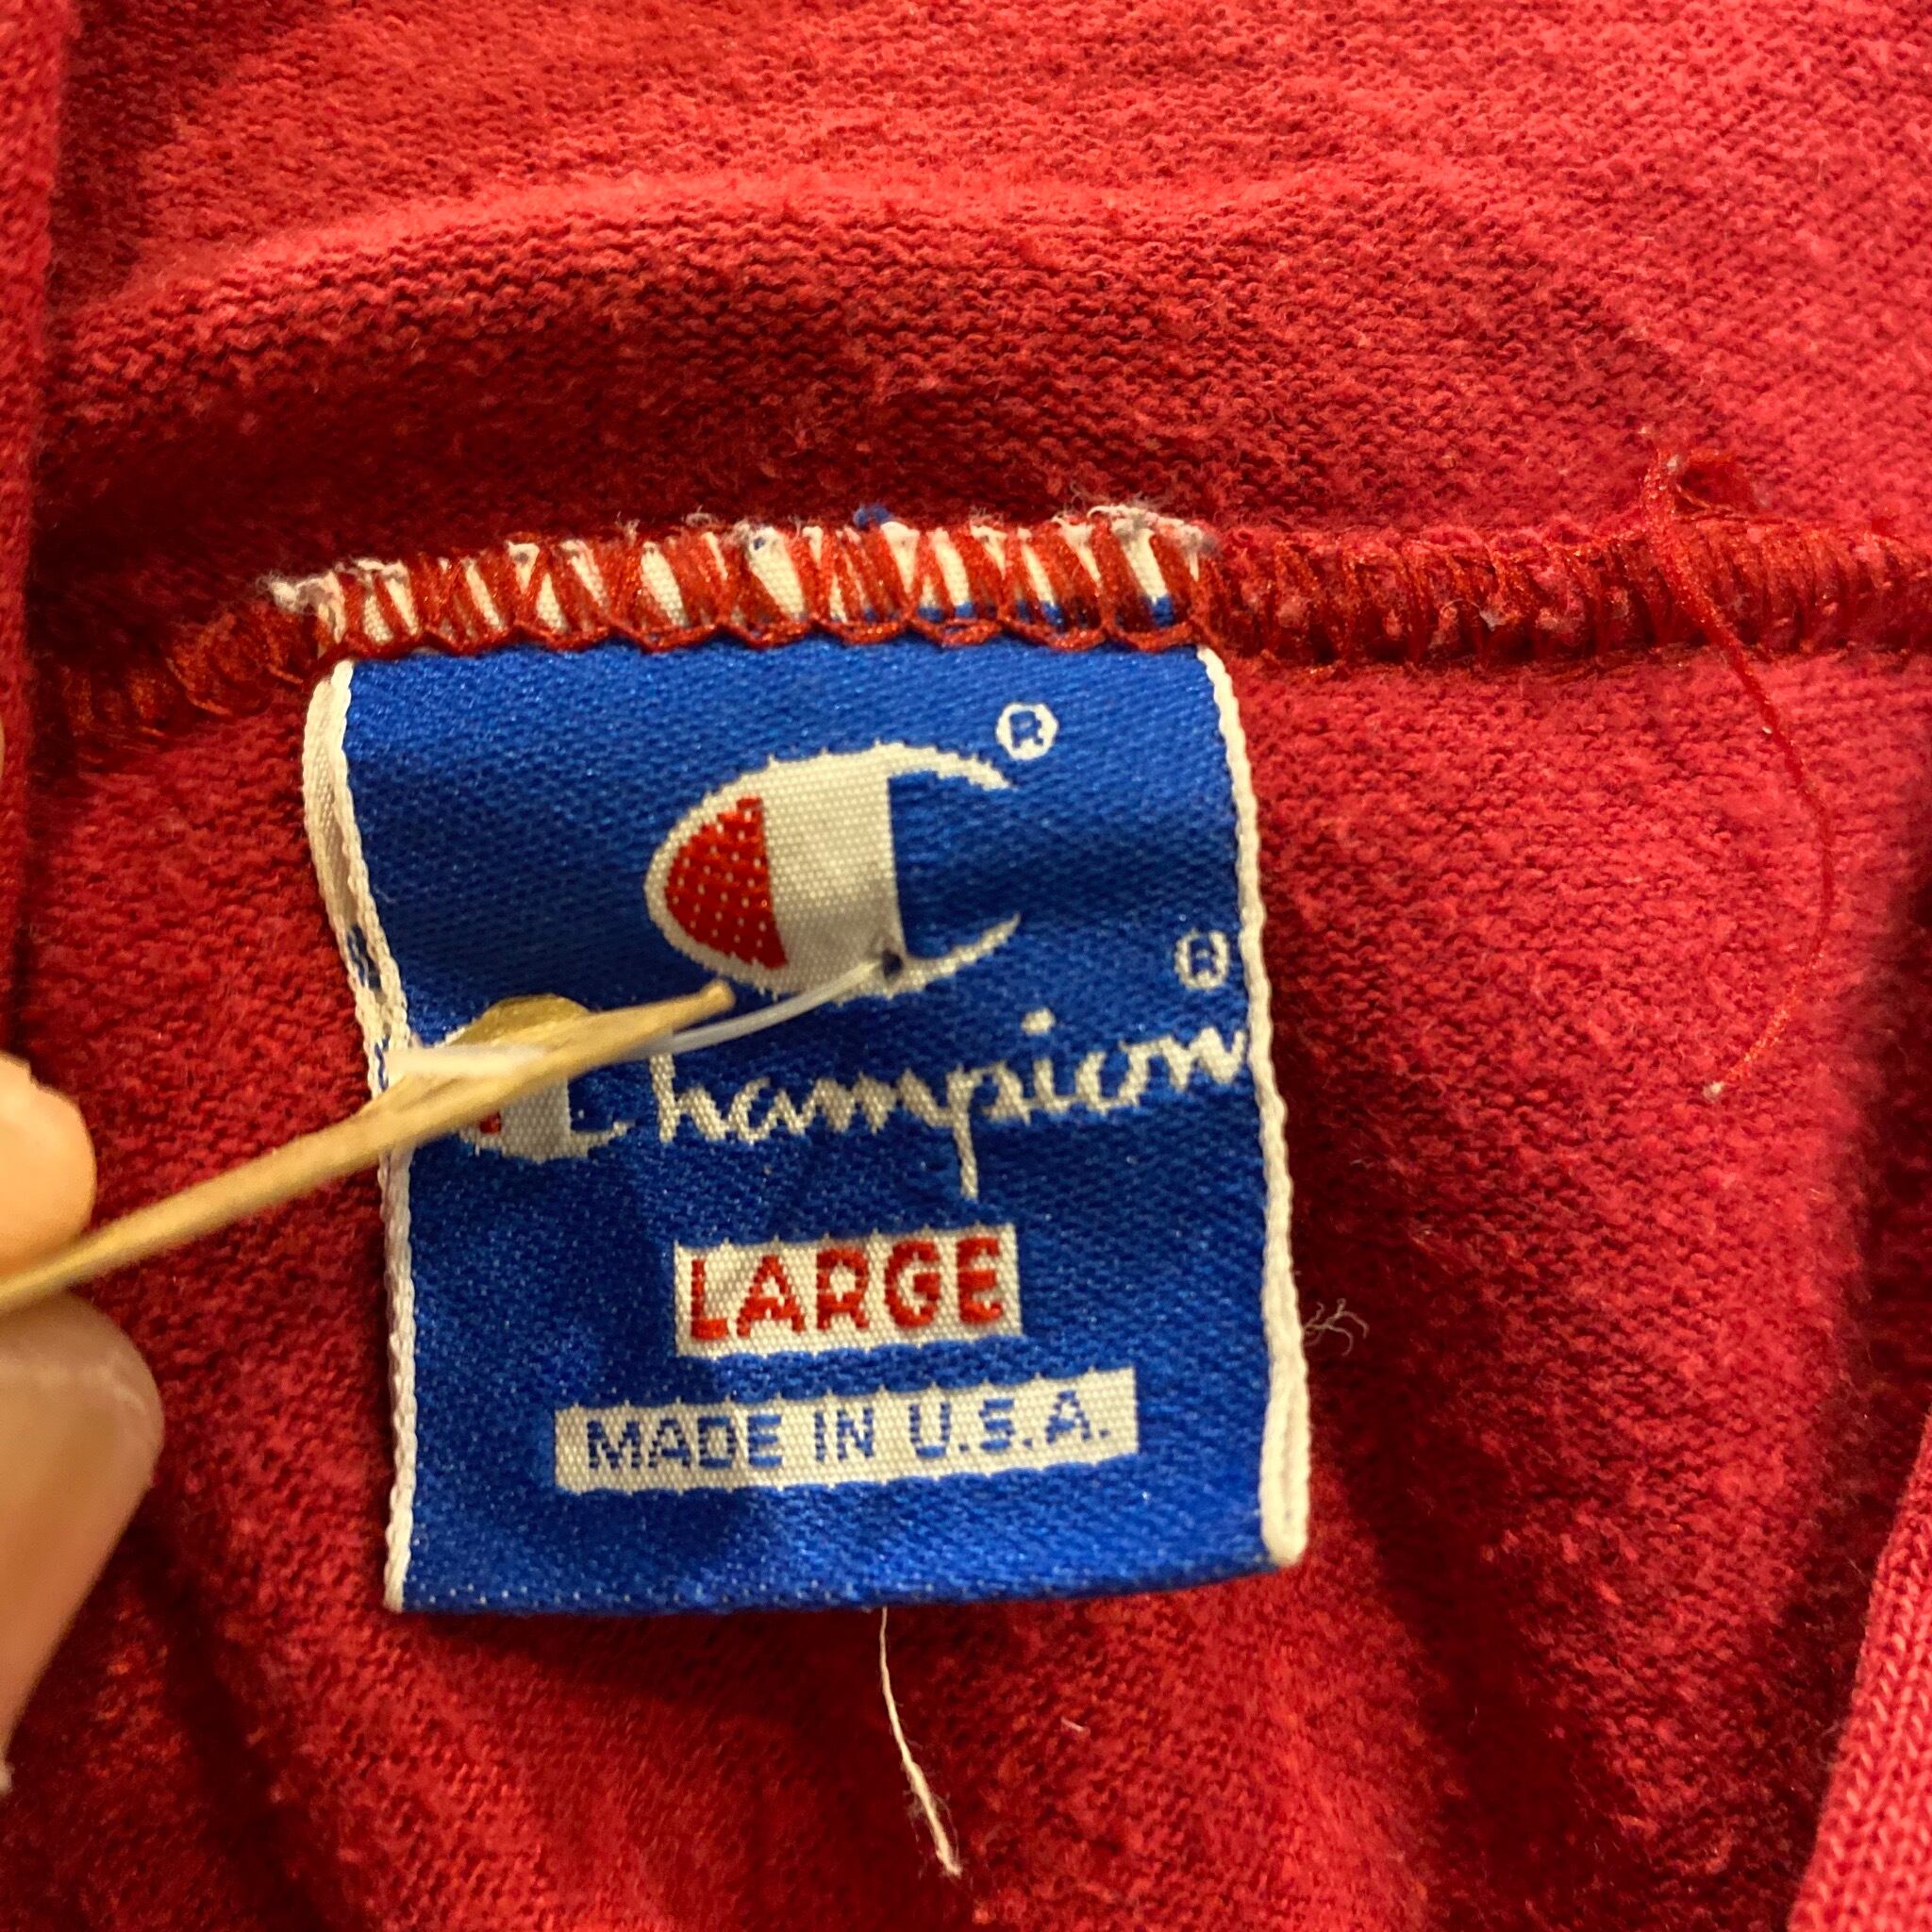 ®
Champion®
LARGE
MADE IN U.S.A.